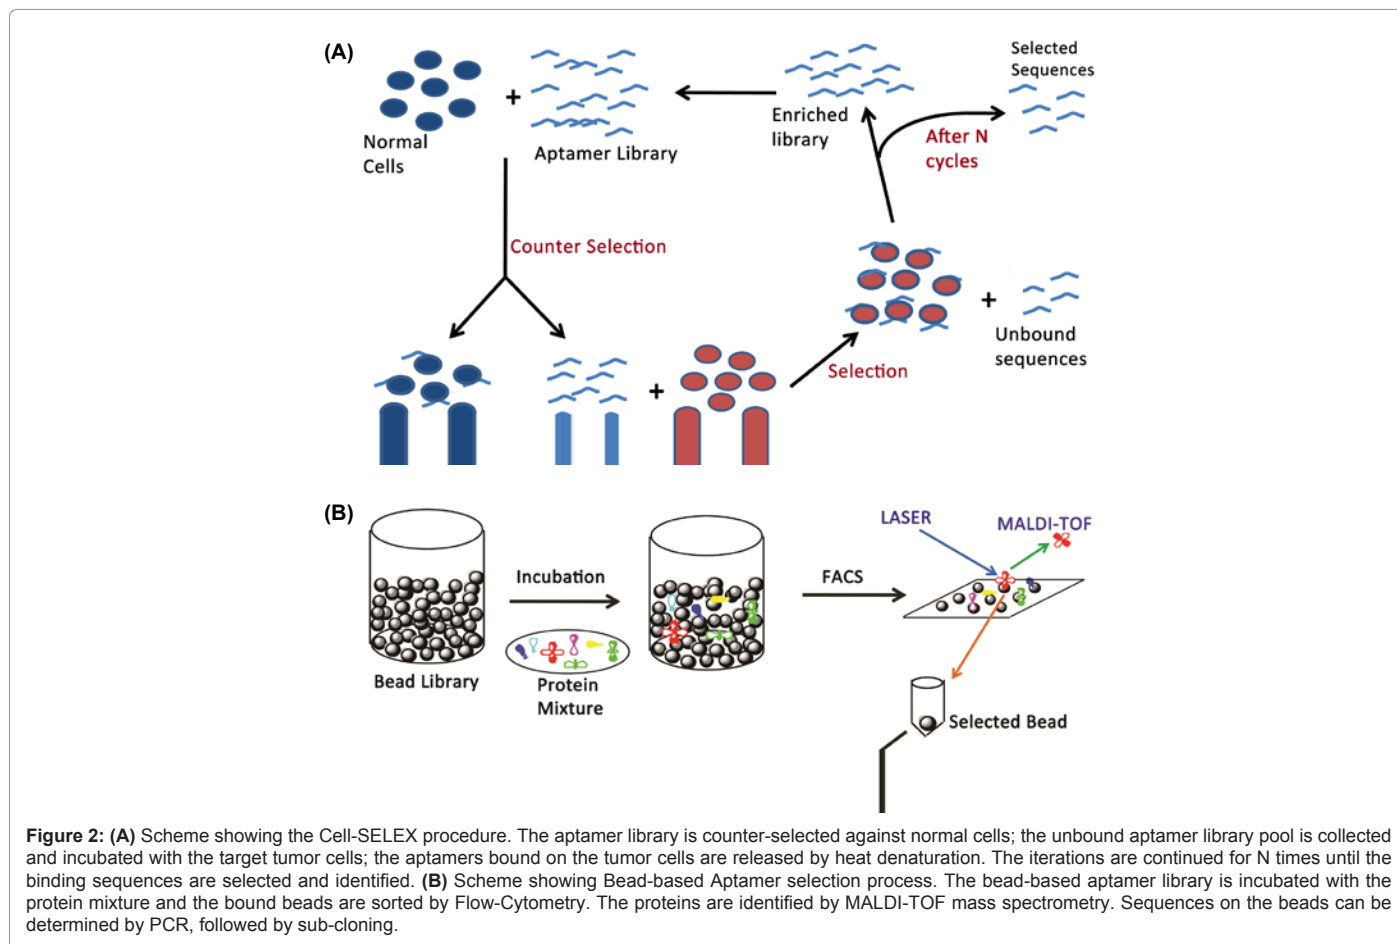 (A)
Normal
Cells
+
Aptamer Library
Enriched
library
Selected
Sequences
After N
cycles
Counter Selection
+
Selection
+
Unbound
sequences
(B)
Bead Library
Incubation
Protein
Mixture
FACS
LASER
MALDI-TOF
Selected Bead
Figure 2: (A) Scheme showing the Cell-SELEX procedure. The aptamer library is counter-selected against normal cells; the unbound aptamer library pool is collected
and incubated with the target tumor cells; the aptamers bound on the tumor cells are released by heat denaturation. The iterations are continued for N times until the
binding sequences are selected and identified. (B) Scheme showing Bead-based Aptamer selection process. The bead-based aptamer library is incubated with the
protein mixture and the bound beads are sorted by Flow-Cytometry. The proteins are identified by MALDI-TOF mass spectrometry. Sequences on the beads can be
determined by PCR, followed by sub-cloning.